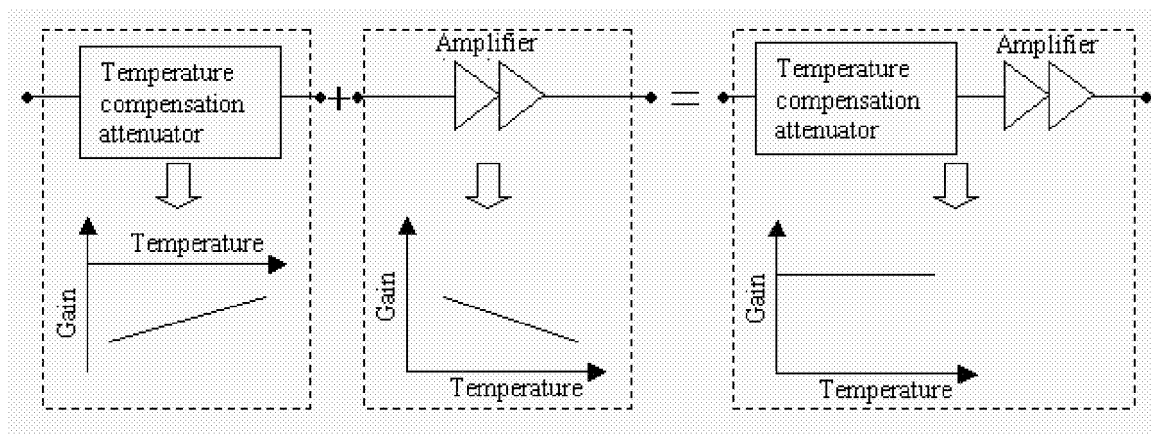 Temperature
compensation
attenuator
+
Amplifier
=
Temperature
compensation
attenuator
Amplifier
Temperature
Gain
Gain
Temperature
Gain
Temperature